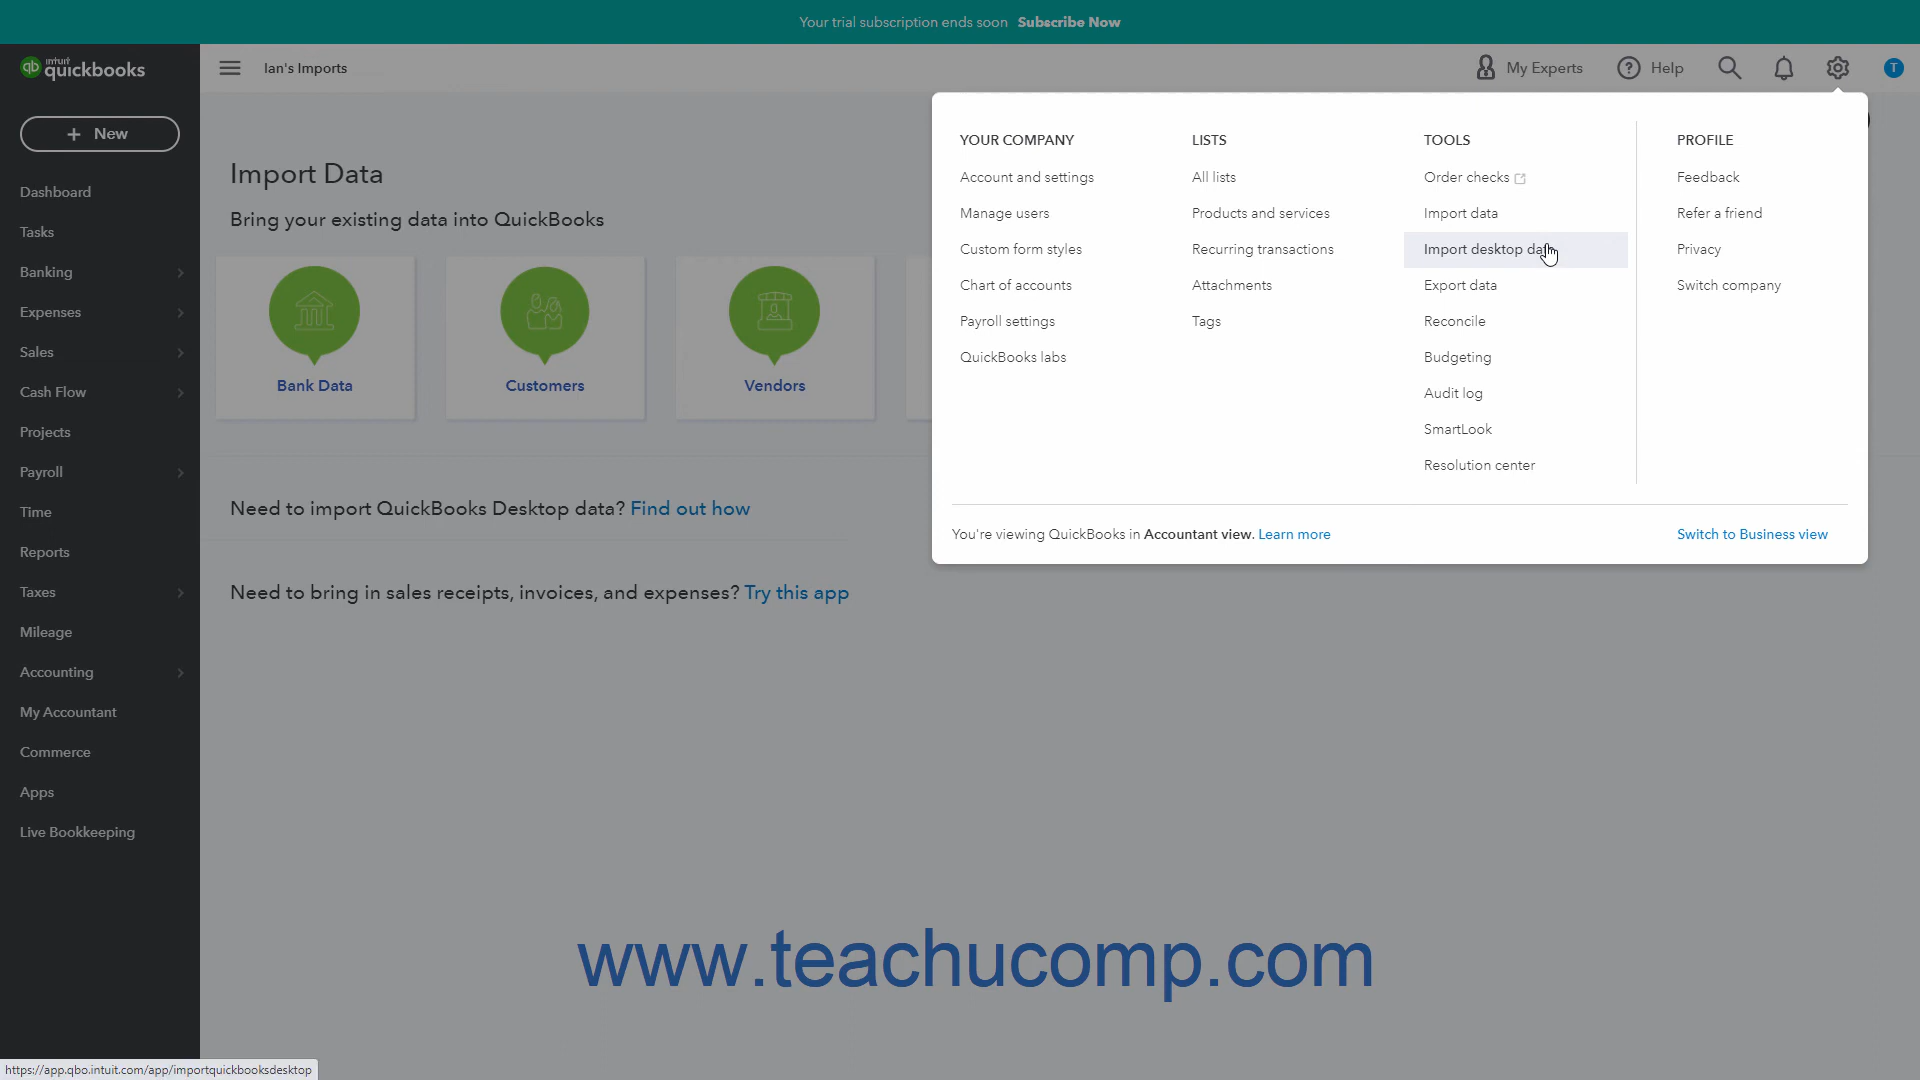 Your trial subscription ends soon Subscribe Now
intuit quickbooks
Ian's Imports
My Experts
Help
T
+ New
Dashboard
Tasks
Banking
Expenses
Sales
Cash Flow
Projects
Payroll
Time
Reports
Taxes
Mileage
Accounting
My Accountant
Commerce
Apps
Live Bookkeeping
Import Data
Bring your existing data into QuickBooks
Bank Data
Customers
Vendors
Need to import QuickBooks Desktop data? Find out how
Need to bring in sales receipts, invoices, and expenses? Try this app
YOUR COMPANY
Account and settings
Manage users
Custom form styles
Chart of accounts
Payroll settings
QuickBooks labs
LISTS
All lists
Products and services
Recurring transactions
Attachments
Tags
TOOLS
Order checks
Import data
Import desktop data
Export data
Reconcile
Budgeting
Audit log
SmartLook
Resolution center
PROFILE
Feedback
Refer a friend
Privacy
Switch company
You're viewing QuickBooks in Accountant view. Learn more
Switch to Business view
www.teachucomp.com
https://app.qbo.intuit.com/app/importquickbooksdesktop